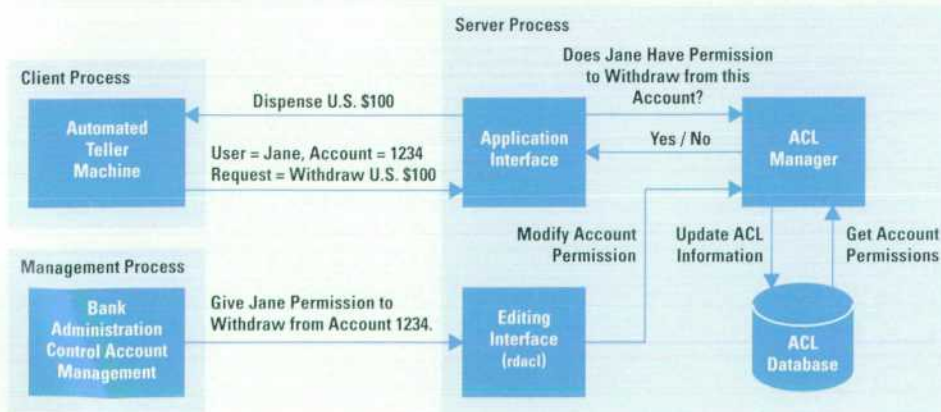 Server Process
Does Jane Have Permission
to Withdraw from this
Account?
Client Process
Dispense U.S. $100
Automated
Teller
Machine
Application
Interface
Yes / No
ACL
Manager
User = Jane, Account = 1234
Request = Withdraw U.S. $100
Modify Account
Permission
Update ACL
Information
Get Account
Permissions
Management Process
Bank
Administration
Control Account
Management
Give Jane Permission to
Withdraw from Account 1234.
Editing
Interface
(rdacl)
ACL
Database